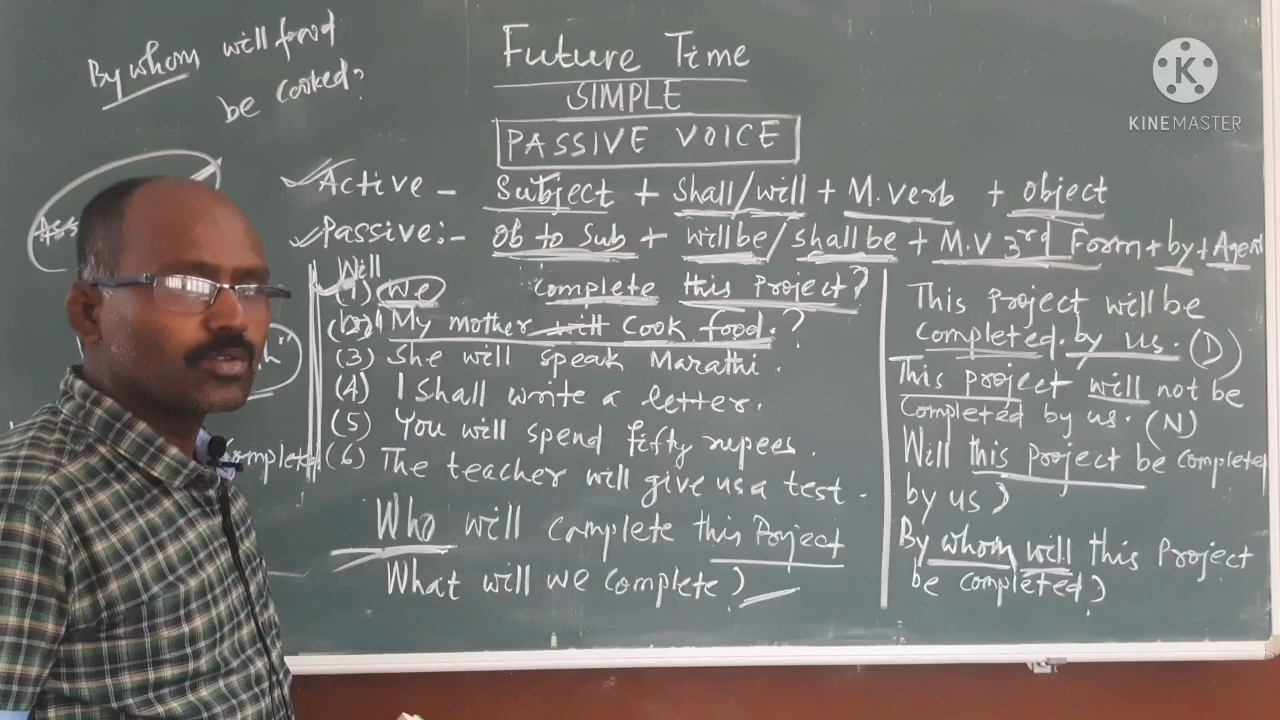 By whom will food
be cooked?
Future Time
SIMPLE
PASSIVE VOICE
KINEMASTER
Active - Subject + Shall/will + M.verb + object
Passive:- Ob to Sub + will be/shall be + M.V 3rd Form + by + Agent
Will
(1) We complete this Project?
My mother will Cook food.?
(3) She will speak Marathi.
(4) I Shall write a letter.
(5) You will spend fifty rupees.
(6) The teacher will give us a test.
Who will complete this Project
What will we complete?
This Project will be
Completed. by us. (D)
This project will not be
Completed by us. (N)
Will this project be complete
by us?
By whom will this Project
be completed?
omplete